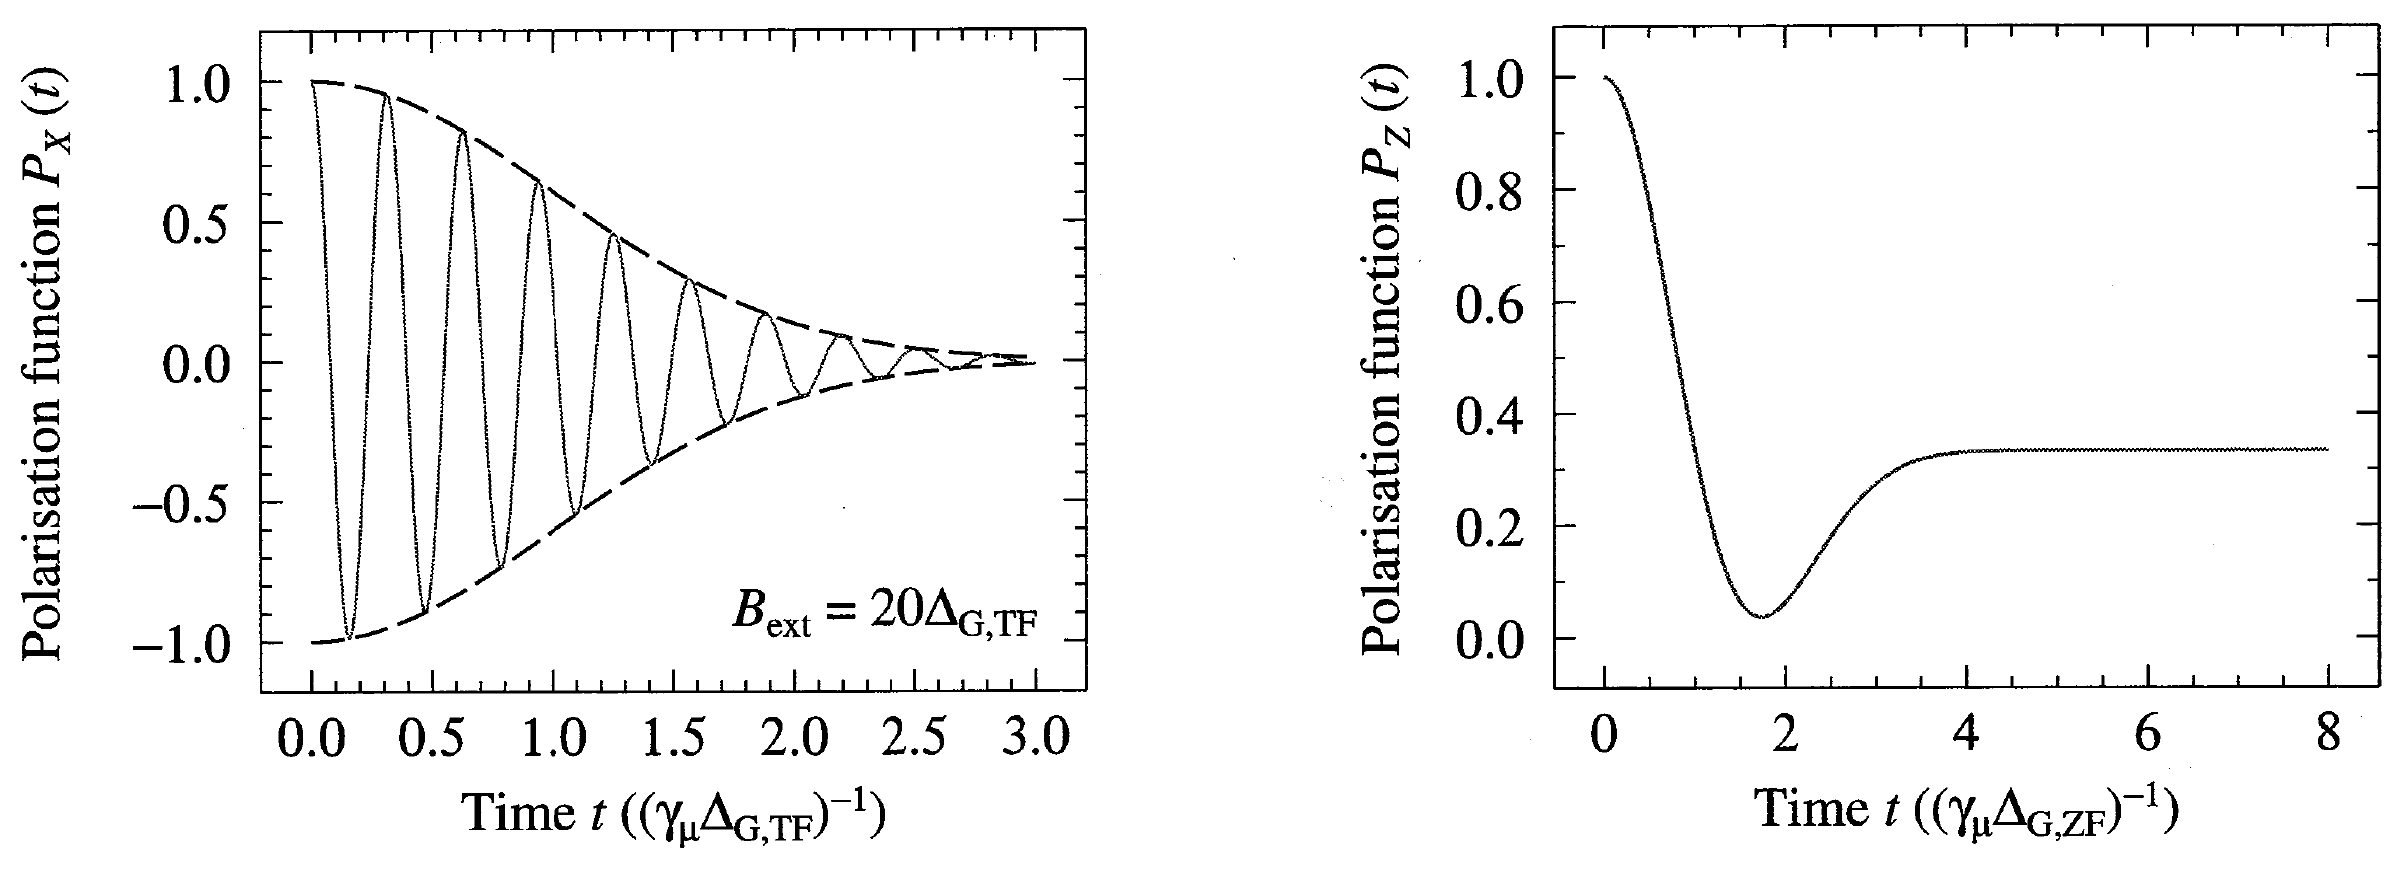 Polarisation function P_X (t)
1.0
0.5
0.0
−0.5
−1.0
B_ext = 20Δ_G,TF
0.0 0.5 1.0 1.5 2.0 2.5 3.0
Time t ((γ_μΔ_G,TF)⁻¹)
Polarisation function P_Z (t)
1.0
0.8
0.6
0.4
0.2
0.0
0 2 4 6 8
Time t ((γ_μΔ_G,ZF)⁻¹)